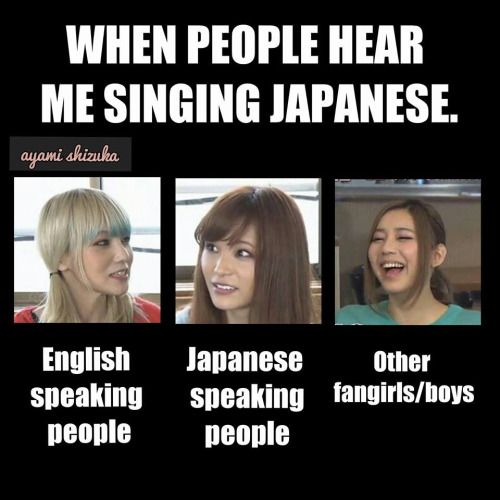 WHEN PEOPLE HEAR
ME SINGING JAPANESE.
ayami shizuka
English
speaking
people
Japanese
speaking
people
Other
fangirls/boys